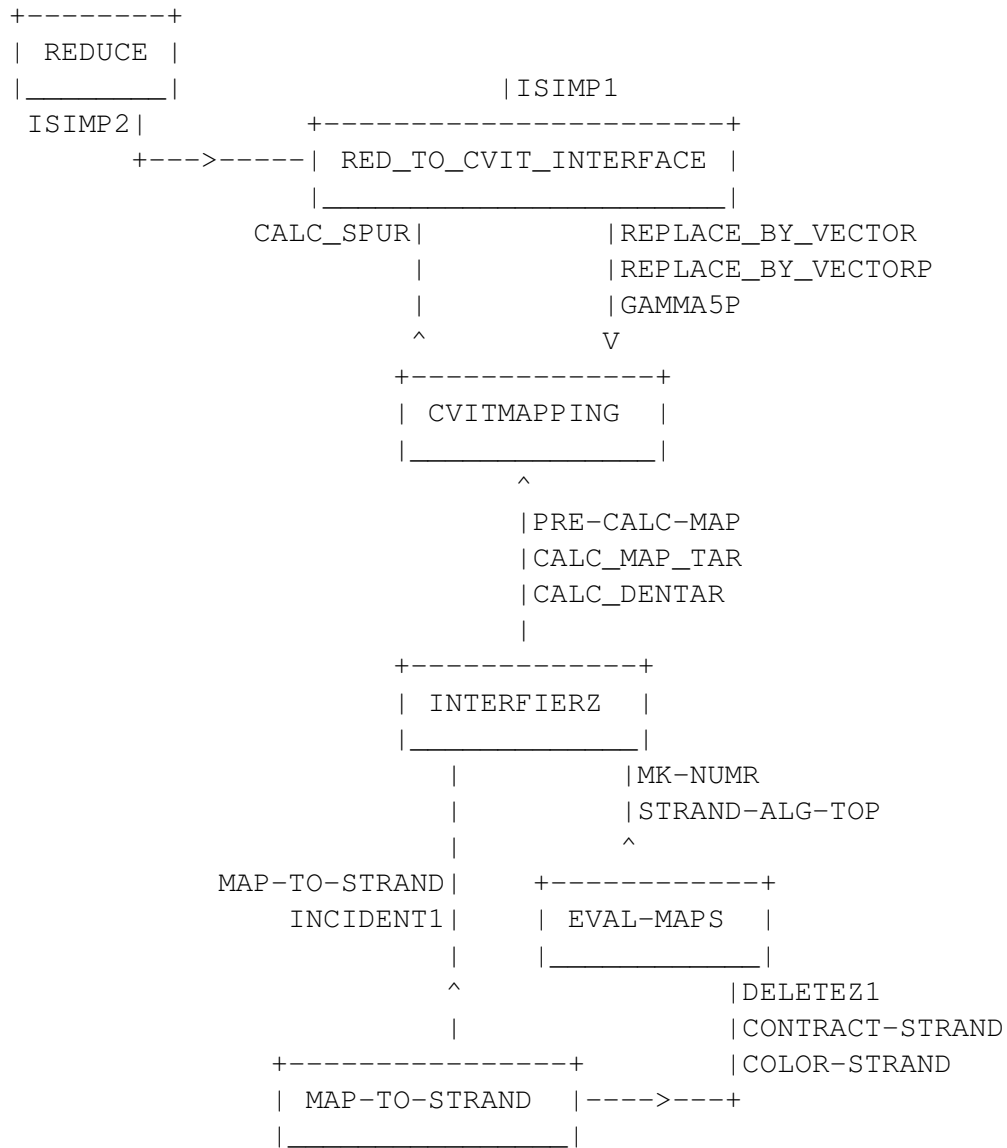 REDUCE
ISIMP1
ISIMP2
RED_TO_CVIT_INTERFACE
CALC_SPUR REPLACE_BY_VECTOR
REPLACE_BY_VECTORP
GAMMA5P
V
CVITMAPPING
PRE-CALC-MAP
CALC_MAP_TAR
CALC_DENTAR
INTERFIERZ
MK-NUMR
STRAND-ALG-TOP
MAP-TO-STRAND
INCIDENT1 EVAL-MAPS
DELETEZ1
CONTRACT-STRAND
COLOR-STRAND
MAP-TO-STRAND